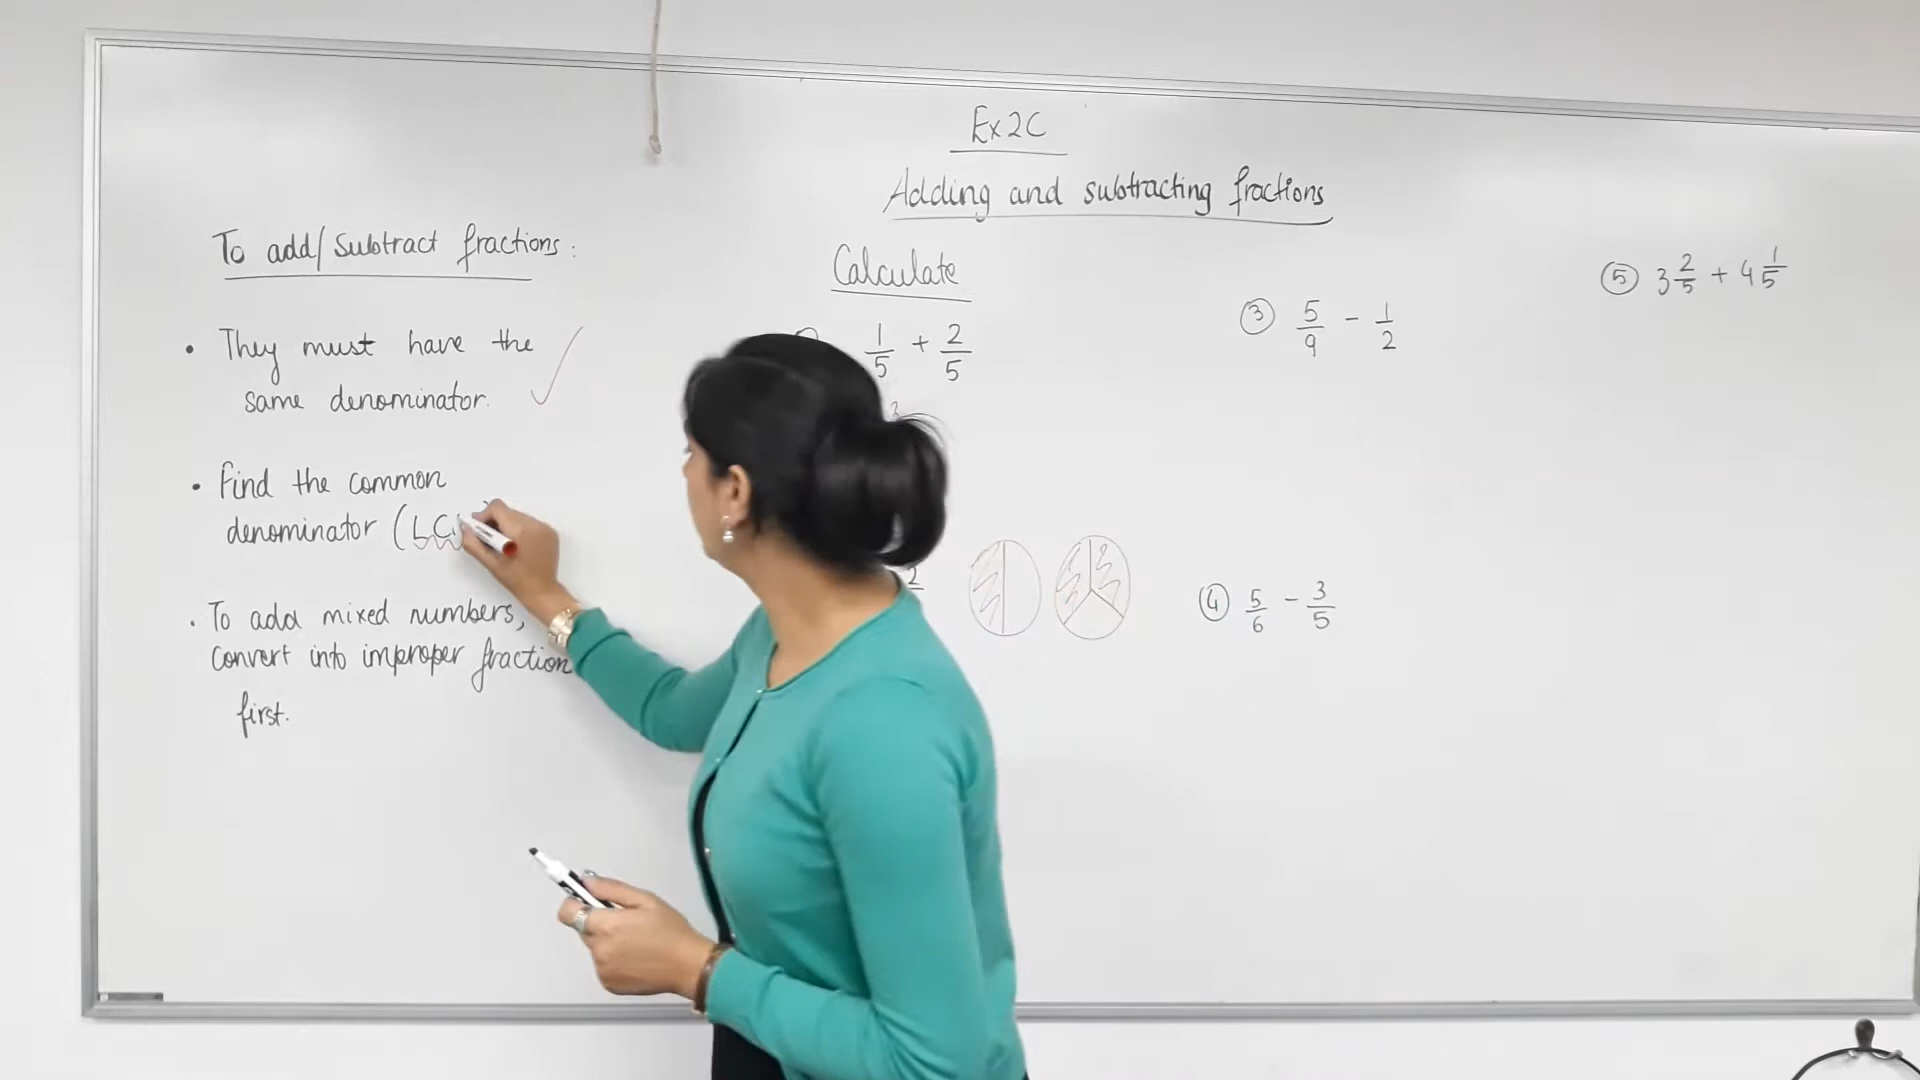 Ex2C
Adding and subtracting fractions
To add/Subtract fractions:
• They must have the
same denominator.
• Find the common
denominator (LC
• To add mixed numbers,
convert into improper fraction
first.
Calculate
1/5 + 2/5
3
2
③ 5/9 - 1/2
④ 5/6 - 3/5
⑤ 3 2/5 + 4 1/5